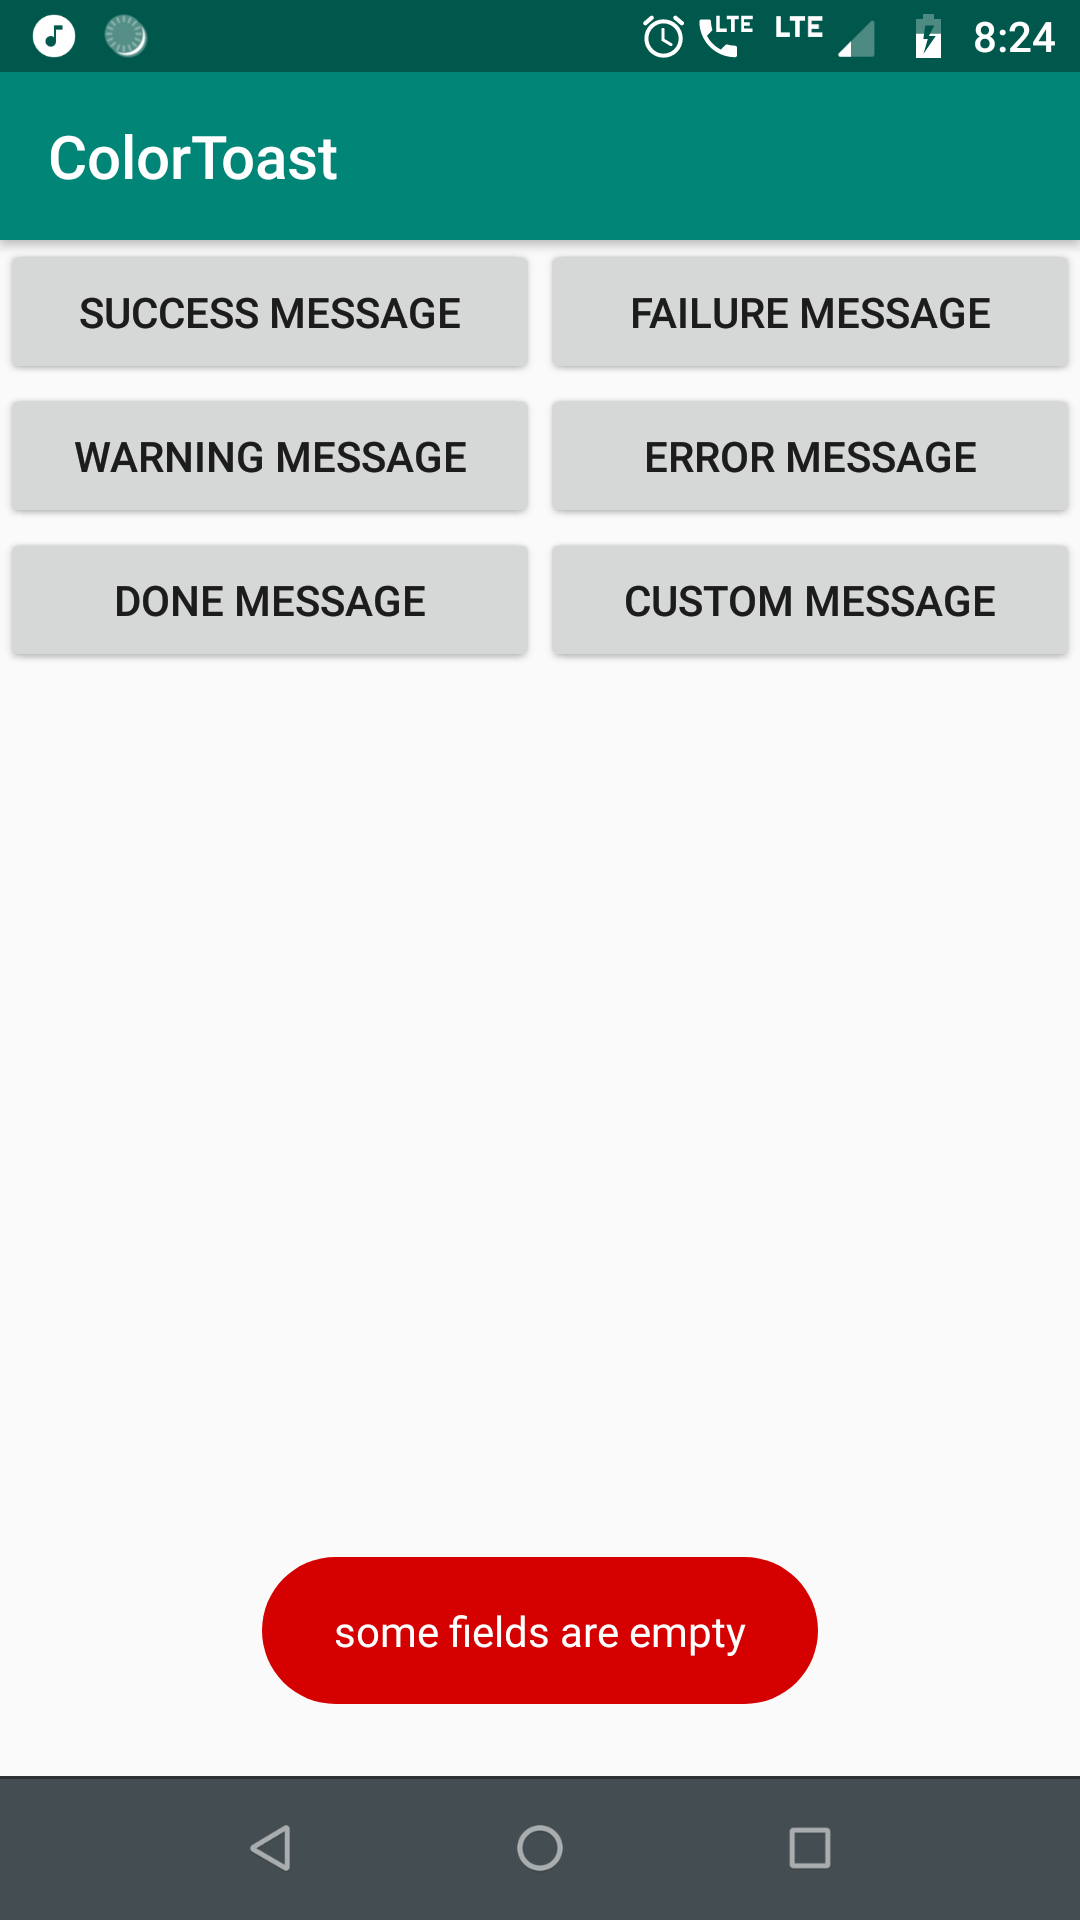 LTE LTE 8:24
ColorToast
SUCCESS MESSAGE FAILURE MESSAGE
WARNING MESSAGE ERROR MESSAGE
DONE MESSAGE CUSTOM MESSAGE
some fields are empty